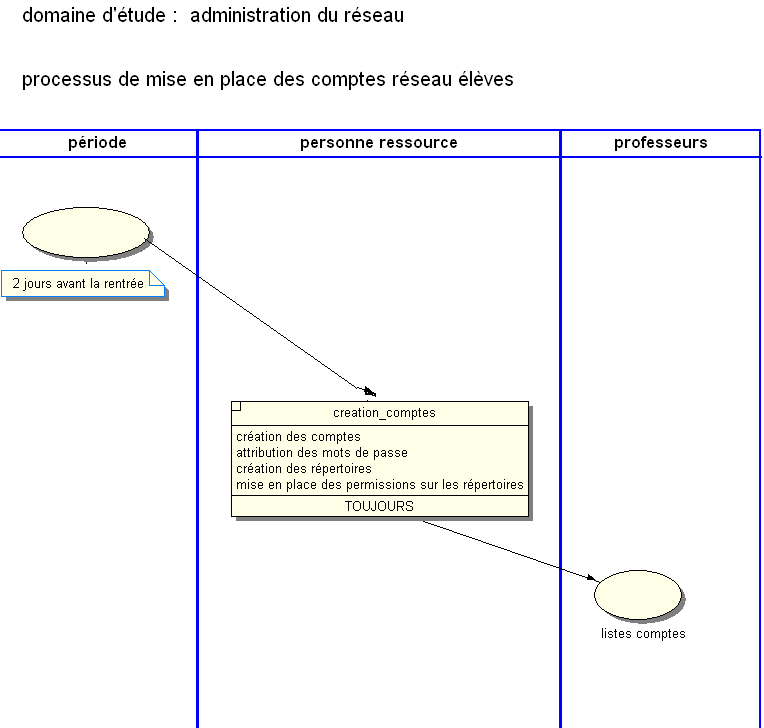 domaine d'étude :  administration du réseau
processus de mise en place des comptes réseau élèves
période
personne ressource
professeurs
2 jours avant la rentrée
creation_comptes
création des comptes
attribution des mots de passe
création des répertoires
mise en place des permissions sur les répertoires
TOUJOURS
listes comptes